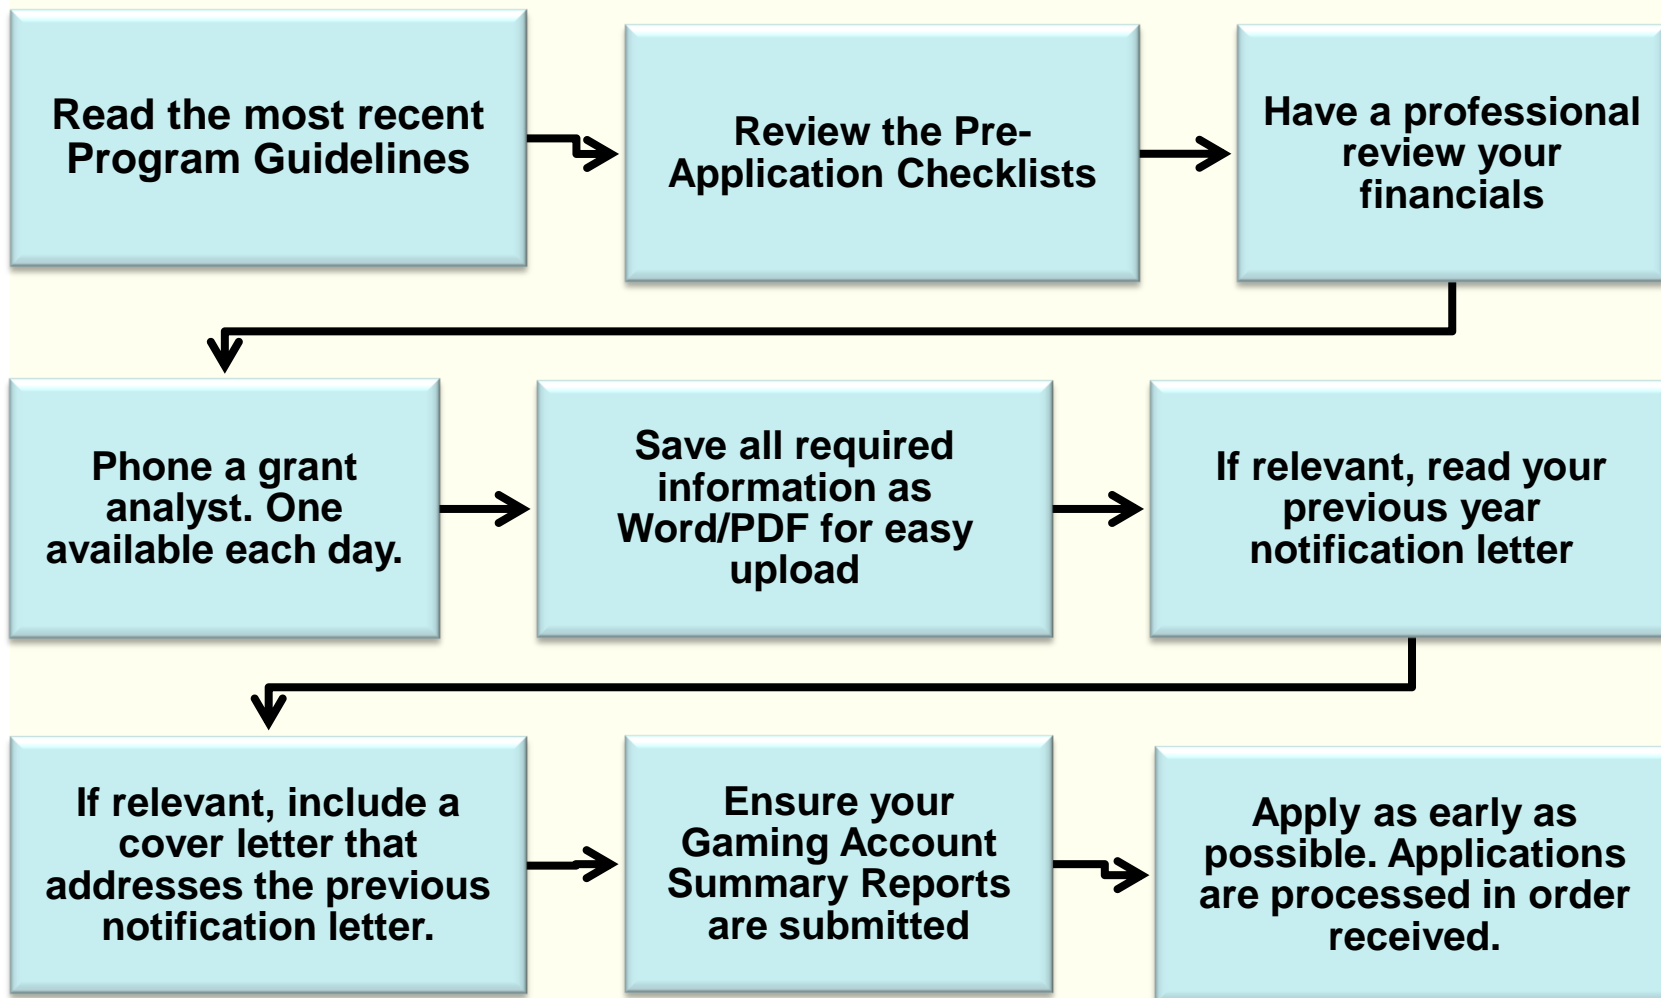 Read the most recent
Program Guidelines
Review the Pre-
Application Checklists
Have a professional
review your
financials
Phone a grant
analyst. One
available each day.
Save all required
information as
Word/PDF for easy
upload
If relevant, read your
previous year
notification letter
If relevant, include a
cover letter that
addresses the previous
notification letter.
Ensure your
Gaming Account
Summary Reports
are submitted
Apply as early as
possible. Applications
are processed in order
received.